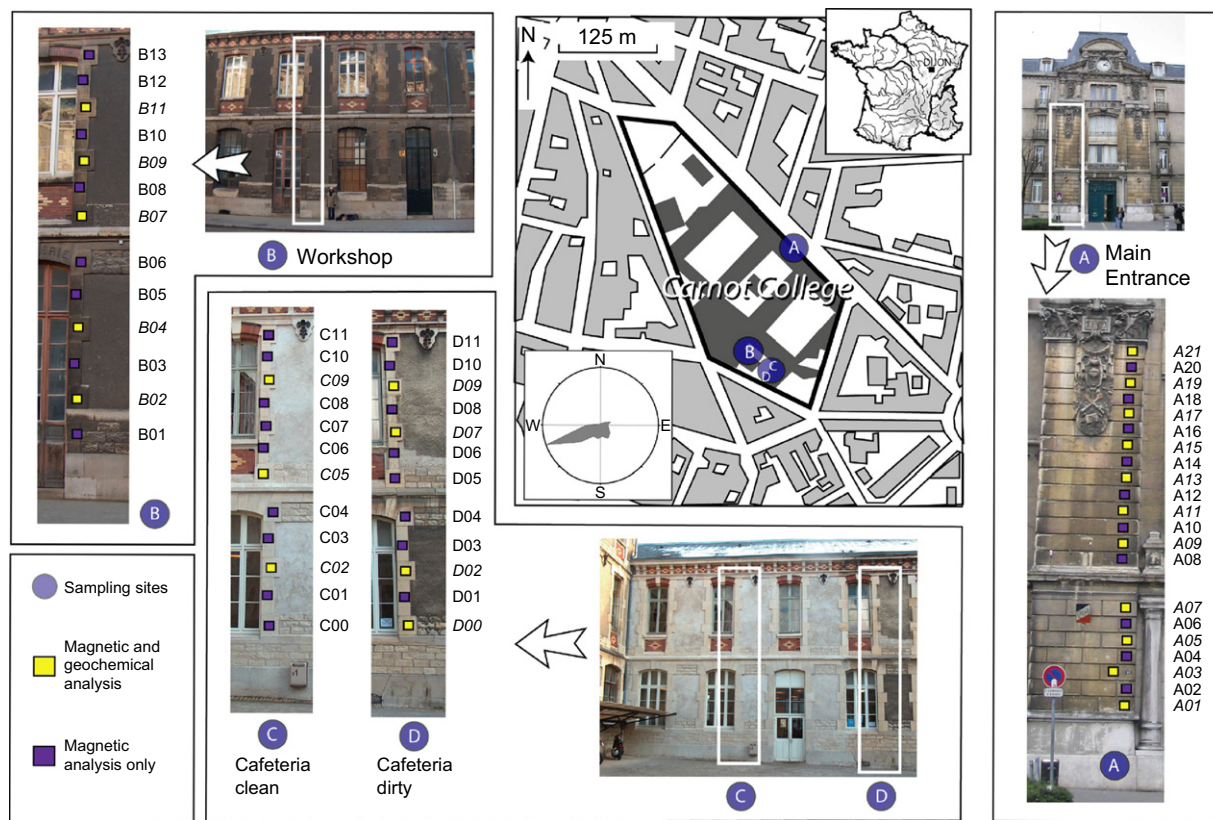 B13
B12
B11
B10
B09
B08
B07
B06
B05
B04
B03
B02
B01
B
B Workshop
Sampling sites
Magnetic and
geochemical
analysis
Magnetic
analysis only
C11
C10
C09
C08
C07
C06
C05
C04
C03
C02
C01
C00
C
Cafeteria
clean
D11
D10
D09
D08
D07
D06
D05
D04
D03
D02
D01
D00
D
Cafeteria
dirty
N
125 m
DIJON
A
Carnot College
B
C
D
N
W
E
S
C
D
A Main
Entrance
A21
A20
A19
A18
A17
A16
A15
A14
A13
A12
A11
A10
A09
A08
A07
A06
A05
A04
A03
A02
A01
A